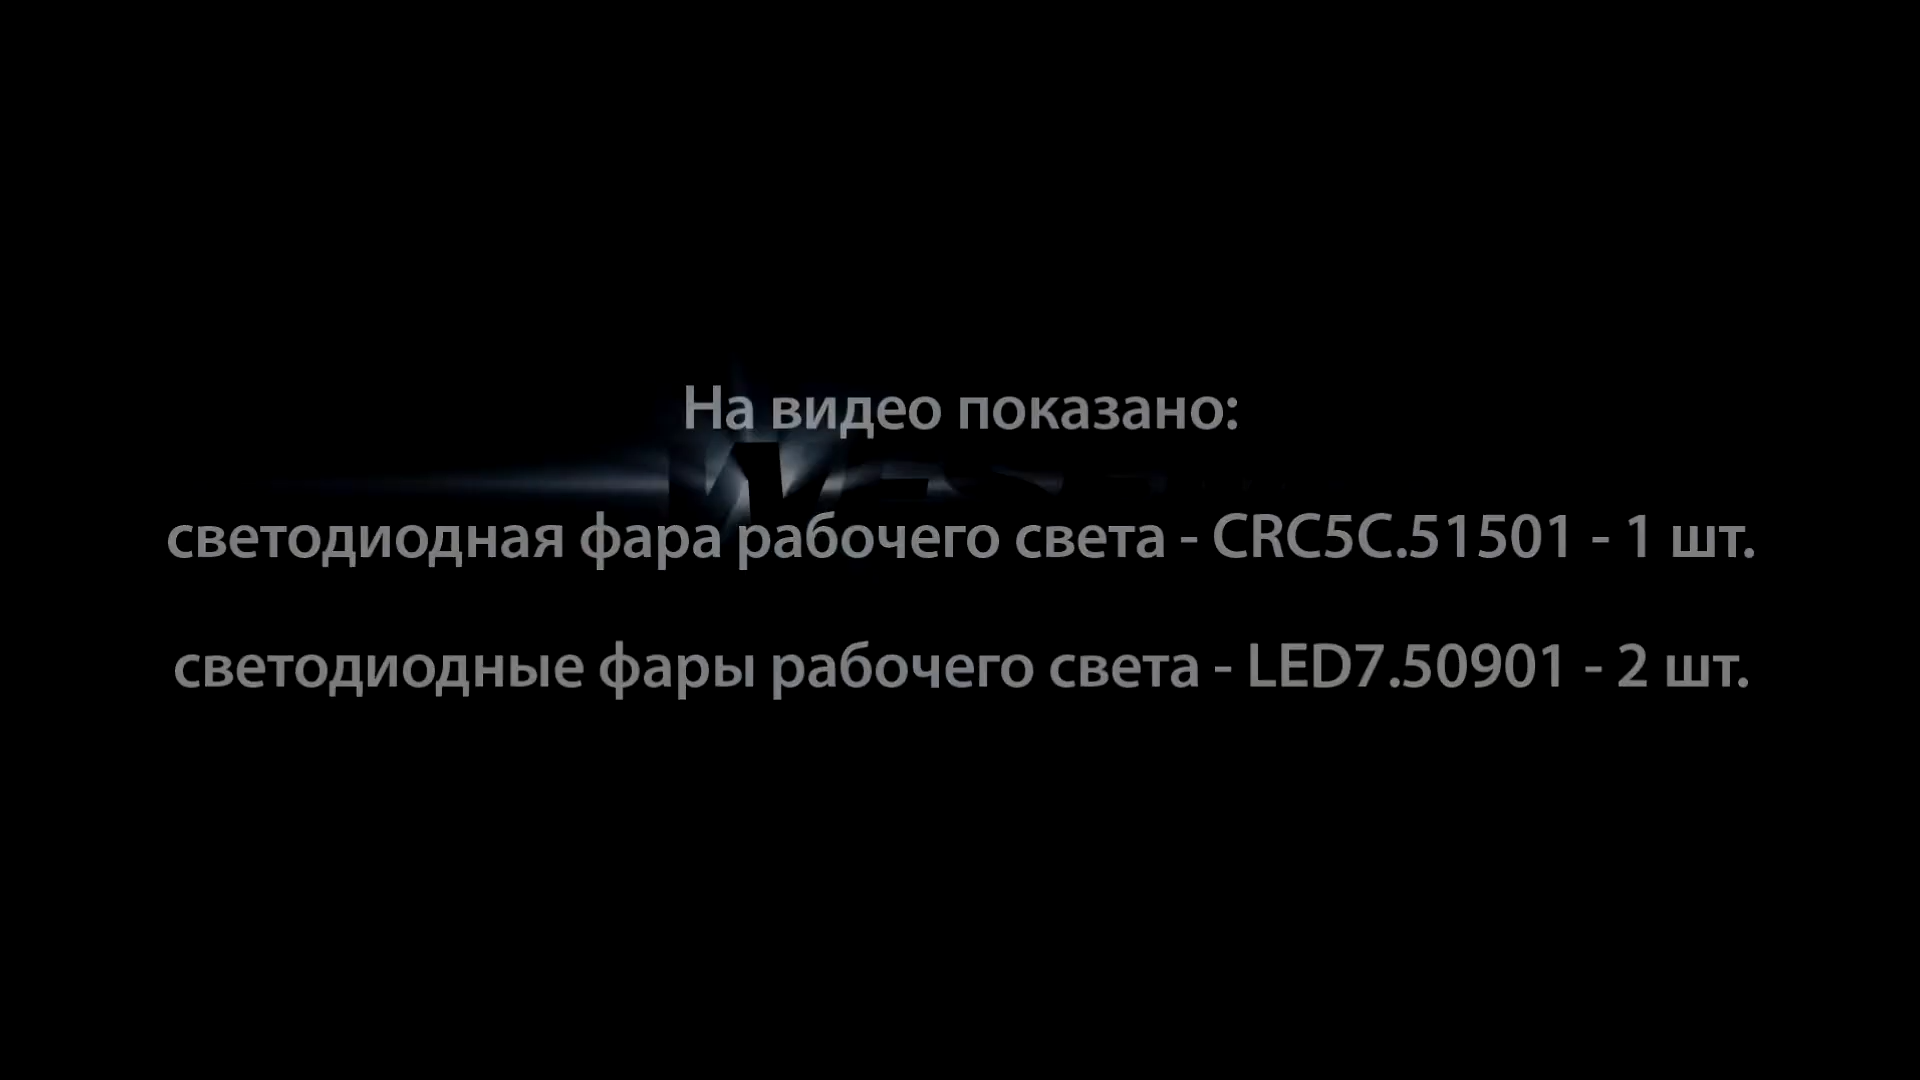 На видео показано:
светодиодная фара рабочего света - CRC5C.51501 - 1 шт.
светодиодные фары рабочего света - LED7.50901 - 2 шт.